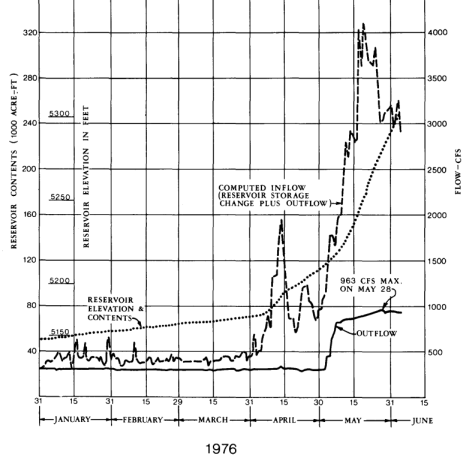 320
280
240
200
160
120
80
40
RESERVOIR CONTENTS (1000 ACRE-FT)
5300
5250
5200
5150
RESERVOIR ELEVATION IN FEET
4000
3500
3000
2500
2000
1500
1000
500
FLOW-CFS
COMPUTED INFLOW
(RESERVOIR STORAGE
CHANGE PLUS OUTFLOW)
RESERVOIR
ELEVATION &
CONTENTS
963 CFS MAX.
ON MAY 28
OUTFLOW
31 15 31 15 29 15 31 15 30 15 31 15
JANUARY FEBRUARY MARCH APRIL MAY JUNE
1976